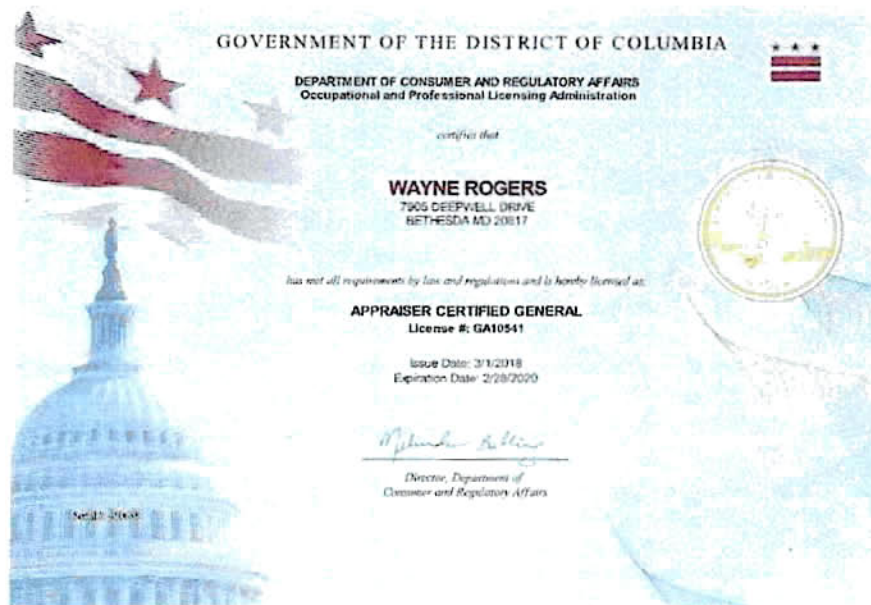 GOVERNMENT OF THE DISTRICT OF COLUMBIA
DEPARTMENT OF CONSUMER AND REGULATORY AFFAIRS
Occupational and Professional Licensing Administration
certifies that
WAYNE ROGERS
7905 DEEPWELL DRIVE
BETHESDA MD 20817
has met all requirements by law and regulations and is hereby licensed as:
APPRAISER CERTIFIED GENERAL
License #: GA10541
Issue Date: 3/1/2018
Expiration Date: 2/28/2020
Director, Department of
Consumer and Regulatory Affairs